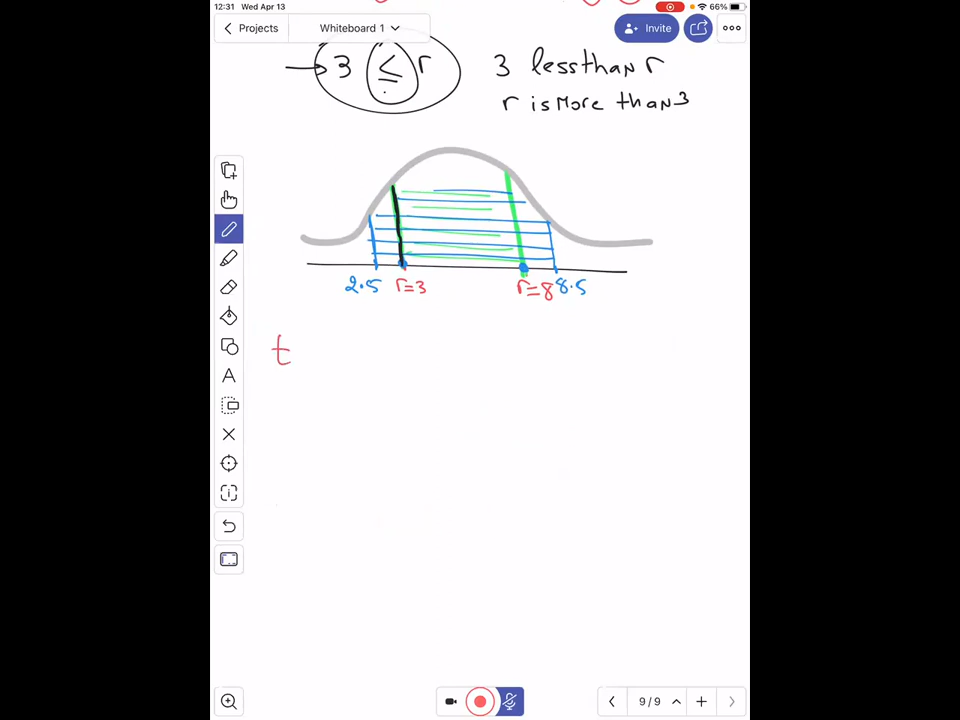 12:31 Wed Apr 13 66%
Projects Whiteboard 1 Invite
→ 3 ≤ r 3 less than r
r is More than 3
2.5 r=3 r=8 8.5
t
A
9/9